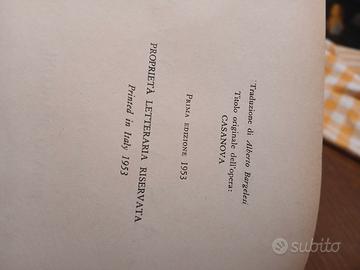 Traduzione di Alberto Bargelesi
Titolo originale dell'opera:
CASANOVA
PRIMA EDIZIONE 1953
PROPRIETÀ LETTERARIA RISERVATA
Printed in Italy 1953
subito